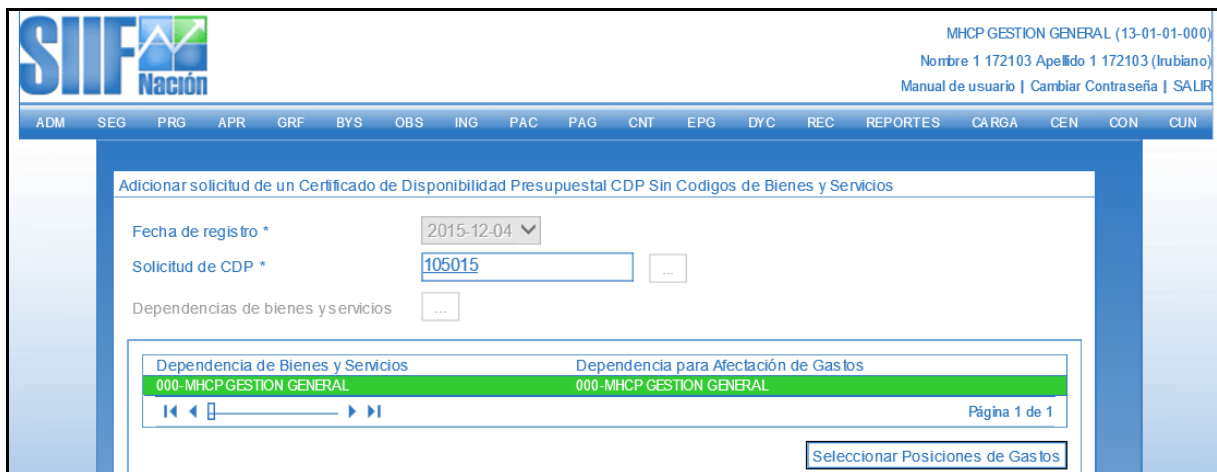 SIIF
Nación
MHCP GESTION GENERAL (13-01-01-000)
Nombre 1 172103 Apellido 1 172103 (lrubiano)
Manual de usuario | Cambiar Contraseña | SALIR
ADM SEG PRG APR GRF BYS OBS ING PAC PAG CNT EPG DYC REC REPORTES CARGA CEN CON CUN
Adicionar solicitud de un Certificado de Disponibilidad Presupuestal CDP Sin Codigos de Bienes y Servicios
Fecha de registro * 2015-12-04
Solicitud de CDP * 105015 ...
Dependencias de bienes y servicios ...
Dependencia de Bienes y Servicios Dependencia para Afectación de Gastos
000-MHCP GESTION GENERAL 000-MHCP GESTION GENERAL
Página 1 de 1
Seleccionar Posiciones de Gastos